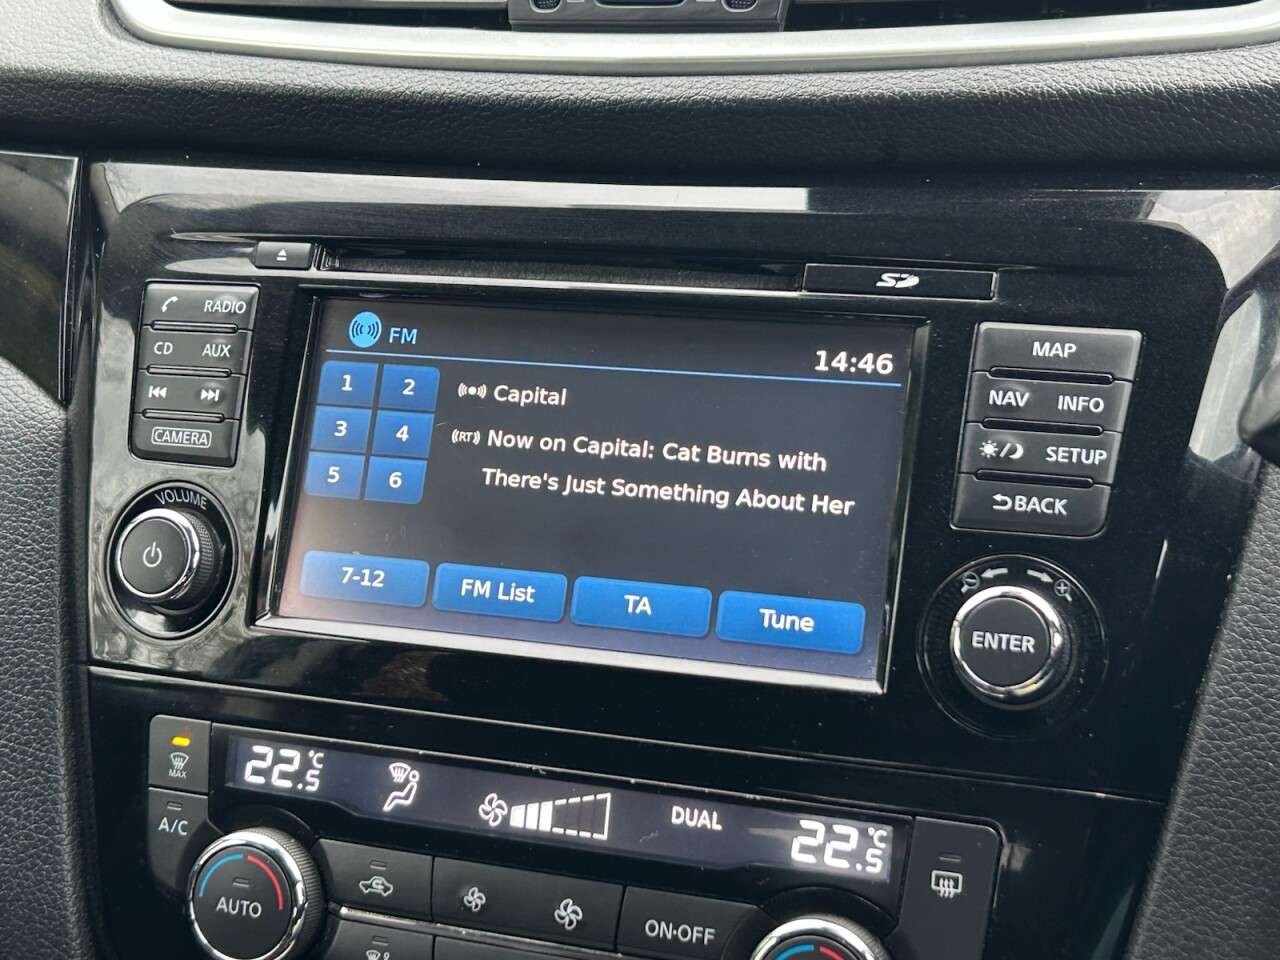 SD
RADIO
CD AUX
CAMERA
VOLUME
FM
14:46
1 2
3 4
5 6
Capital
((RT)) Now on Capital: Cat Burns with
There's Just Something About Her
7-12 FM List TA Tune
MAP
NAV INFO
SETUP
BACK
ENTER
MAX
A/C
22.5°C
DUAL
22.5°C
AUTO
ON·OFF